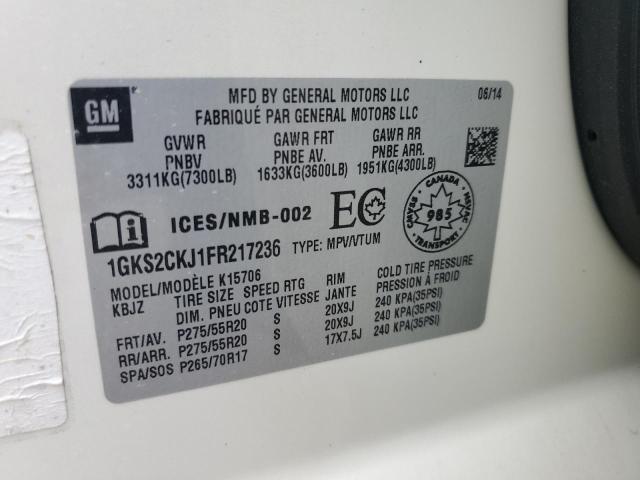 GM
MFD BY GENERAL MOTORS LLC 06/14
FABRIQUÉ PAR GENERAL MOTORS LLC
GVWR GAWR FRT GAWR RR
PNBV PNBE AV. PNBE ARR.
3311KG(7300LB) 1633KG(3600LB) 1951KG(4300LB)
ICES/NMB-002 EC
CANADA
985
TRANSPORT
1GKS2CKJ1FR217236 TYPE: MPV/VTUM
MODEL/MODÈLE K15706
KBJZ TIRE SIZE SPEED RTG RIM COLD TIRE PRESSURE
DIM. PNEU COTE VITESSE JANTE PRESSION À FROID
FRT/AV. P275/55R20 S 20X9J 240 KPA(35PSI)
RR/ARR. P275/55R20 S 20X9J 240 KPA(35PSI)
SPA/SOS P265/70R17 S 17X7.5J 240 KPA(35PSI)